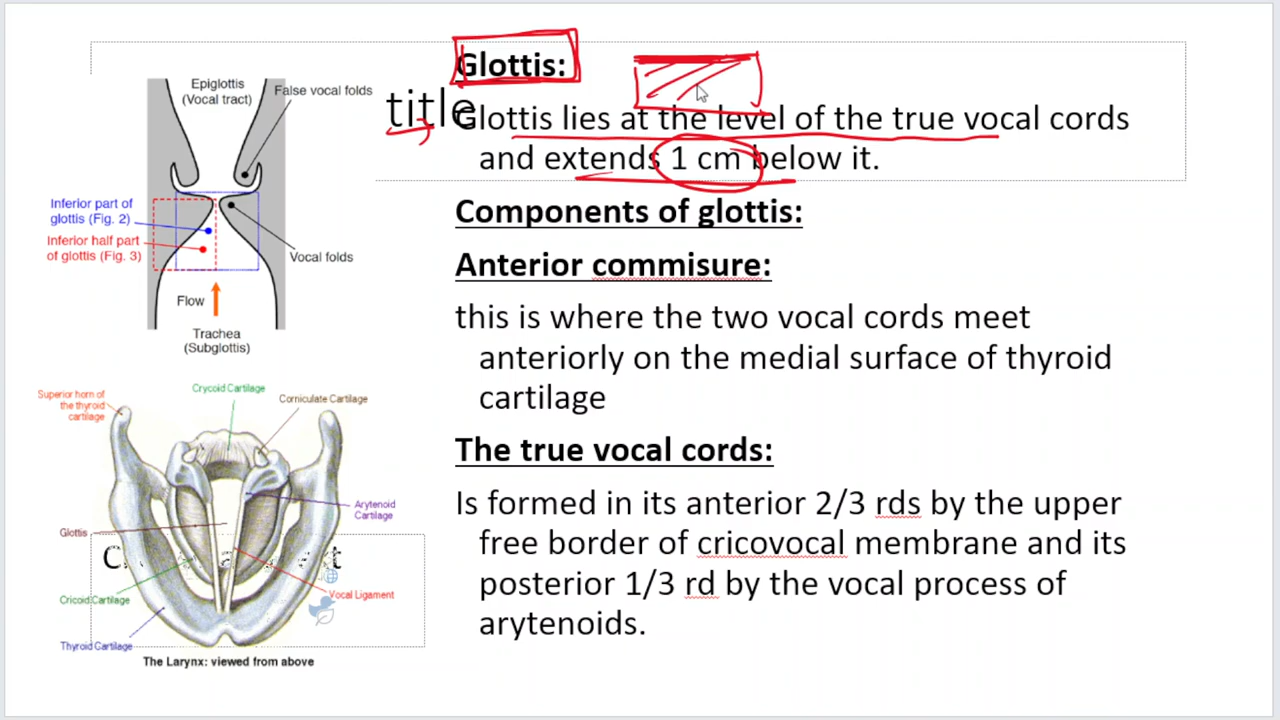 Glottis:
title
Glottis lies at the level of the true vocal cords
and extends 1 cm below it.
Components of glottis:
Anterior commisure:
this is where the two vocal cords meet
anteriorly on the medial surface of thyroid
cartilage
The true vocal cords:
Is formed in its anterior 2/3 rds by the upper
free border of cricovocal membrane and its
posterior 1/3 rd by the vocal process of
arytenoids.
Epiglottis
(Vocal tract)
False vocal folds
Inferior part of
glottis (Fig. 2)
Inferior half part
of glottis (Fig. 3)
Vocal folds
Flow
Trachea
(Subglottis)
Crycoid Cartilage
Superior horn of
the thyroid
cartilage
Corniculate Cartilage
Arytenoid
Cartilage
Glottis
Vocal Ligament
Cricoid Cartilage
Thyroid Cartilage
The Larynx: viewed from above